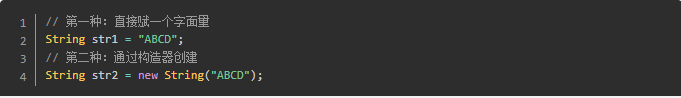 1 // 第一种：直接赋一个字面量
2 String str1 = "ABCD";
3 // 第二种：通过构造器创建
4 String str2 = new String("ABCD");